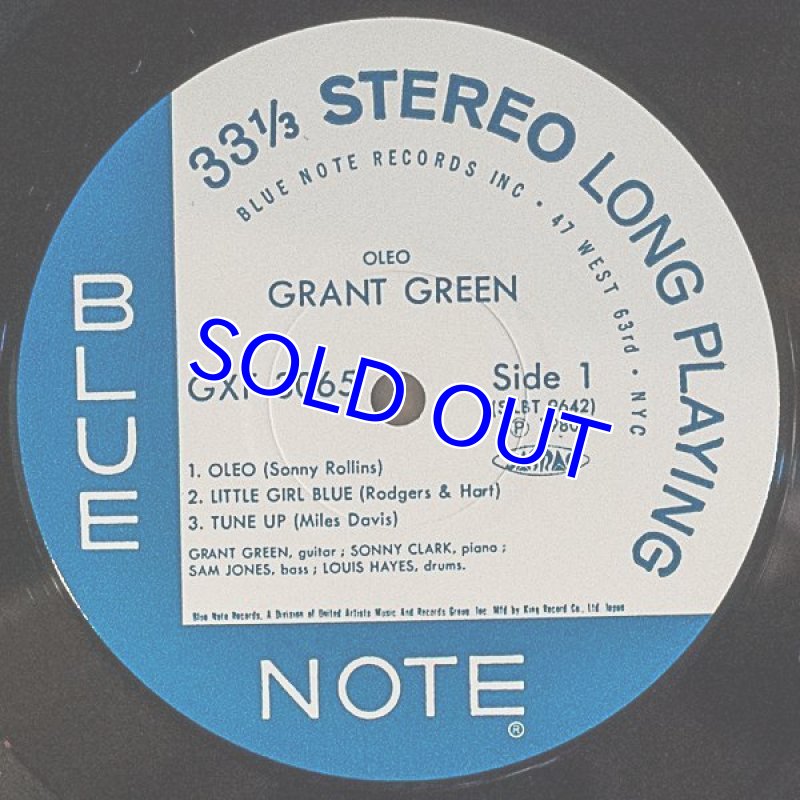 33⅓ STEREO LONG PLAYING
BLUE NOTE RECORDS INC • 47 WEST 63rd • NYC
OLEO
GRANT GREEN
GXF 3065
Side 1
SOLD OUT
1. OLEO (Sonny Rollins)
2. LITTLE GIRL BLUE (Rodgers & Hart)
3. TUNE UP (Miles Davis)
GRANT GREEN, guitar ; SONNY CLARK, piano ;
SAM JONES, bass ; LOUIS HAYES, drums.
Blue Note Records, A Division of United Artists Music And Records Group, Inc. Mfd by King Record Co., Ltd. Japan
BLUE
NOTE
®